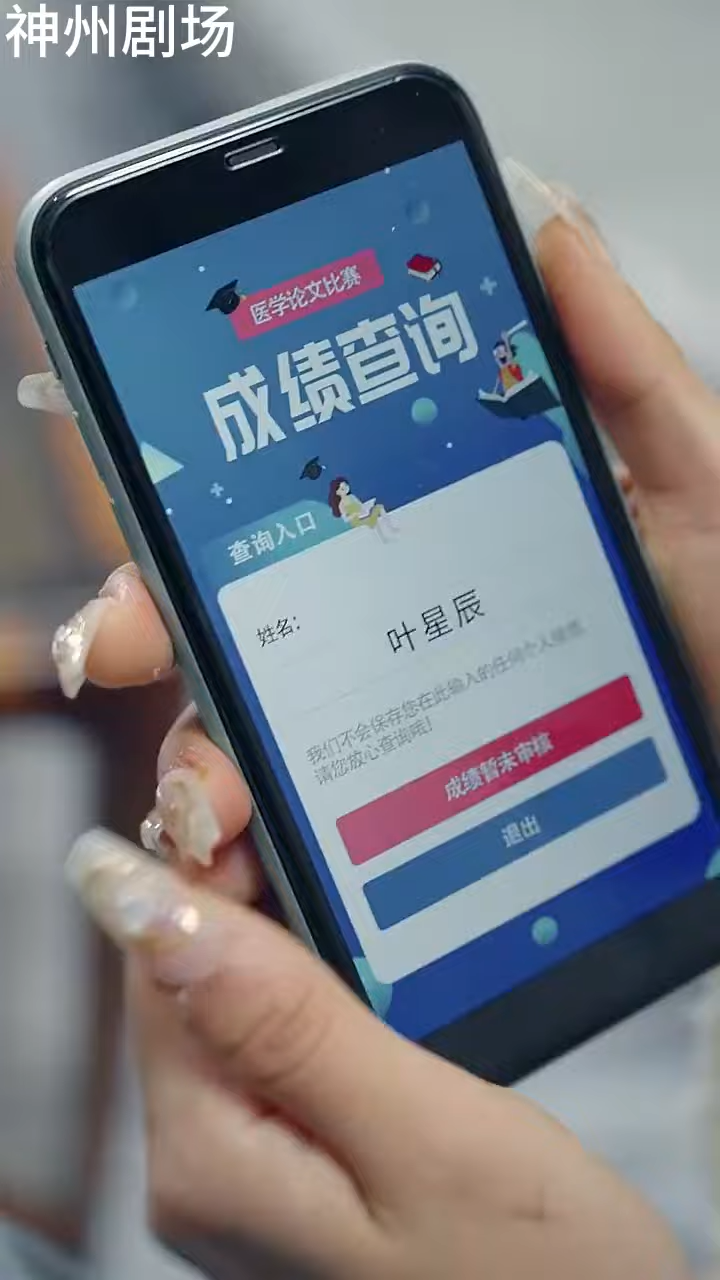 神州剧场
医学论文比赛
成绩查询
查询入口
姓名: 叶星辰
我们不会保存您在此输入的任何个人信息
请您放心查询哦!
成绩暂未审核
退出